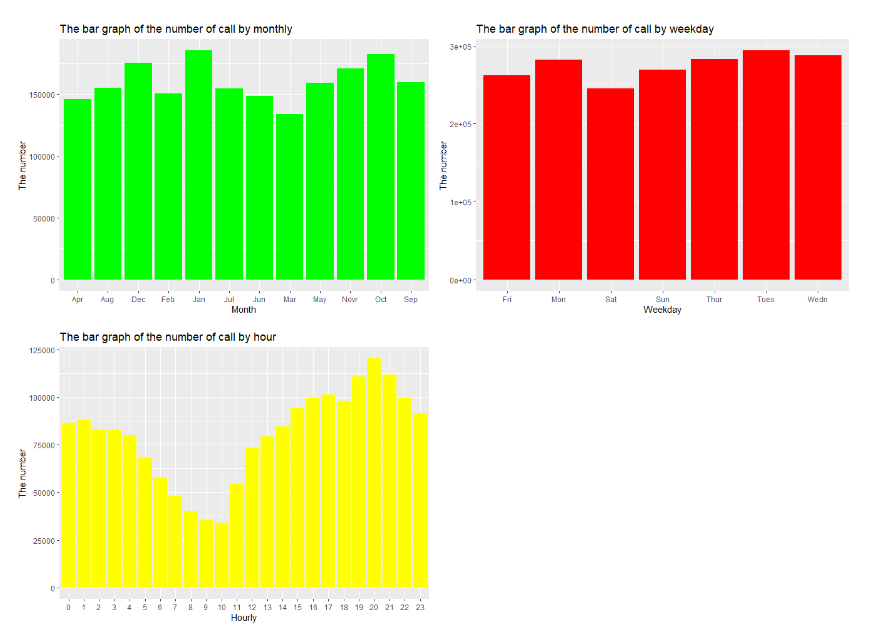 The bar graph of the number of call by monthly
The number
150000
100000
50000
0
Apr Aug Dec Feb Jan Jul Jun Mar May Novr Oct Sep
Month
The bar graph of the number of call by weekday
The number
3e+05
2e+05
1e+05
0e+00
Fri Mon Sat Sun Thur Tues Wedn
Weekday
The bar graph of the number of call by hour
The number
125000
100000
75000
50000
25000
0
0 1 2 3 4 5 6 7 8 9 10 11 12 13 14 15 16 17 18 19 20 21 22 23
Hourly